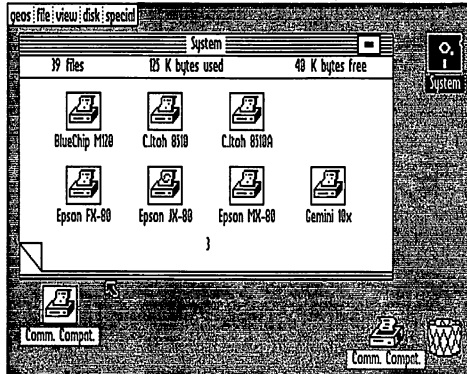 geos file view disk special
System
39 files 125 K bytes used 40 K bytes free
System
BlueChip M120 C.Itoh 8510 C.Itoh 8510A
Epson FX-80 Epson JX-80 Epson MX-80 Gemini 10x
3
Comm. Compat.
Comm. Compat.